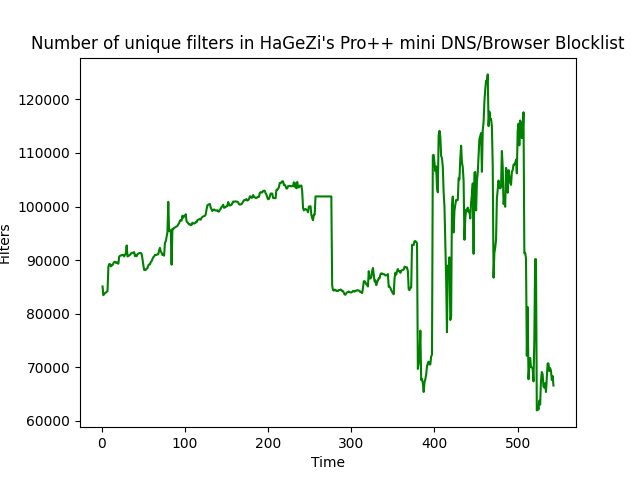 Number of unique filters in HaGeZi's Pro++ mini DNS/Browser Blocklist
120000
110000
100000
90000
80000
70000
60000
Filters
0 100 200 300 400 500
Time